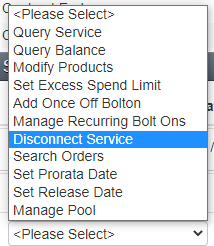 <Please Select>
Query Service
Query Balance
Modify Products
Set Excess Spend Limit
Add Once Off Bolton
Manage Recurring Bolt Ons
Disconnect Service
Search Orders
Set Prorata Date
Set Release Date
Manage Pool
<Please Select>